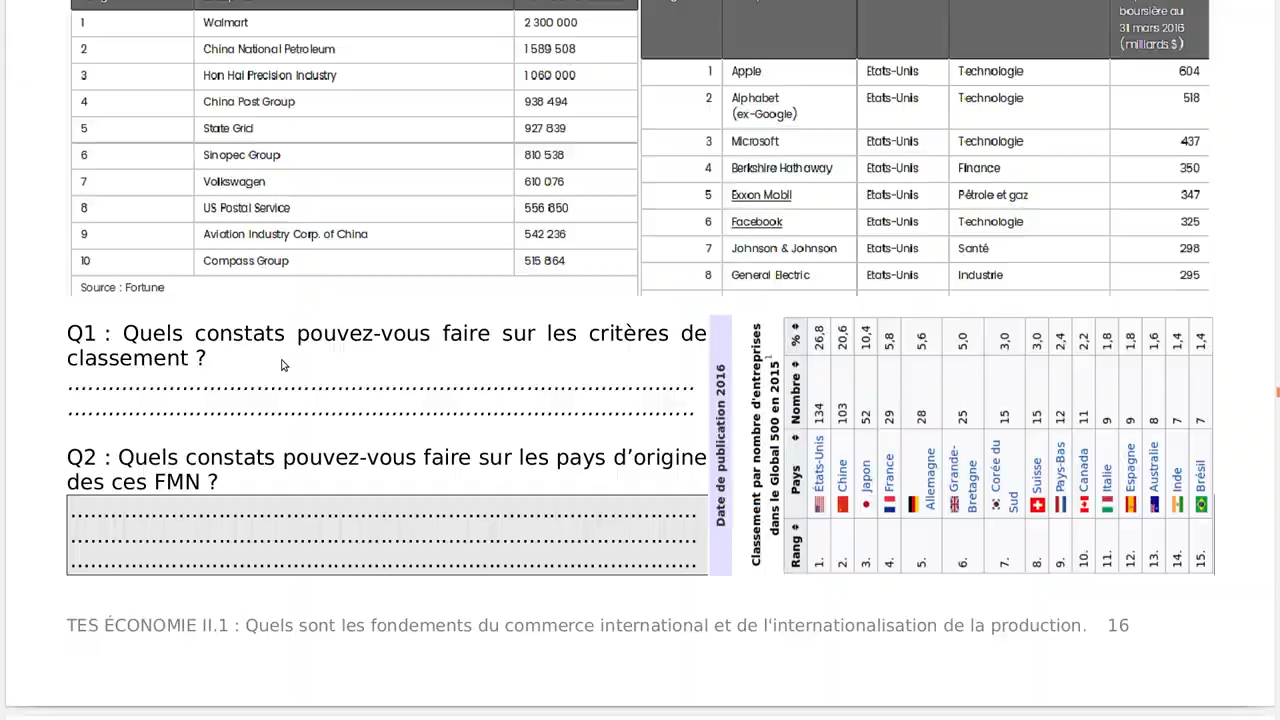 1 Walmart 2 300 000
2 China National Petroleum 1 589 508
3 Hon Hai Precision Industry 1 060 000
4 China Post Group 938 494
5 State Grid 927 839
6 Sinopec Group 810 538
7 Volkswagen 610 076
8 US Postal Service 556 850
9 Aviation Industry Corp. of China 542 236
10 Compass Group 515 864
Source : Fortune
boursière au
31 mars 2016
(milliards $)
1 Apple Etats-Unis Technologie 604
2 Alphabet Etats-Unis Technologie 518
(ex-Google)
3 Microsoft Etats-Unis Technologie 437
4 Berkshire Hathaway Etats-Unis Finance 350
5 Exxon Mobil Etats-Unis Pétrole et gaz 347
6 Facebook Etats-Unis Technologie 325
7 Johnson & Johnson Etats-Unis Santé 298
8 General Electric Etats-Unis Industrie 295
Q1 : Quels constats pouvez-vous faire sur les critères de
classement ?
Q2 : Quels constats pouvez-vous faire sur les pays d’origine
des ces FMN ?
Date de publication 2016
Classement par nombre d'entreprises
dans le Global 500 en 2015 1
Rang Pays Nombre %
1. États-Unis 134 26,8
2. Chine 103 20,6
3. Japon 52 10,4
4. France 29 5,8
5. Allemagne 28 5,6
6. Grande-
Bretagne 25 5,0
7. Corée du
Sud 15 3,0
8. Suisse 15 3,0
9. Pays-Bas 12 2,4
10. Canada 11 2,2
11. Italie 9 1,8
12. Espagne 9 1,8
13. Australie 8 1,6
14. Inde 7 1,4
15. Brésil 7 1,4
TES ÉCONOMIE II.1 : Quels sont les fondements du commerce international et de l'internationalisation de la production. 16